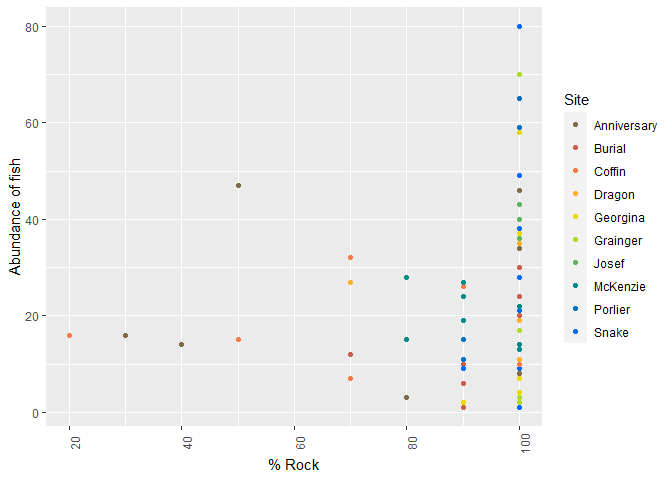 80
60
40
20
0
Abundance of fish
20
40
60
80
100
% Rock
Site
Anniversary
Burial
Coffin
Dragon
Georgina
Grainger
Josef
McKenzie
Porlier
Snake